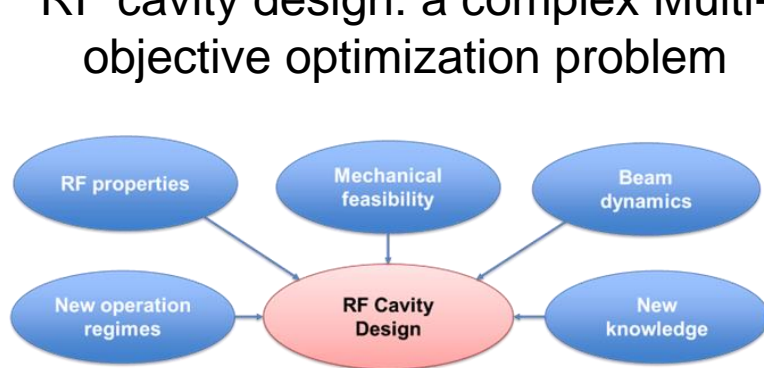 RF cavity design: a complex Multi-
objective optimization problem
RF properties
Mechanical
feasibility
Beam
dynamics
New operation
regimes
RF Cavity
Design
New
knowledge